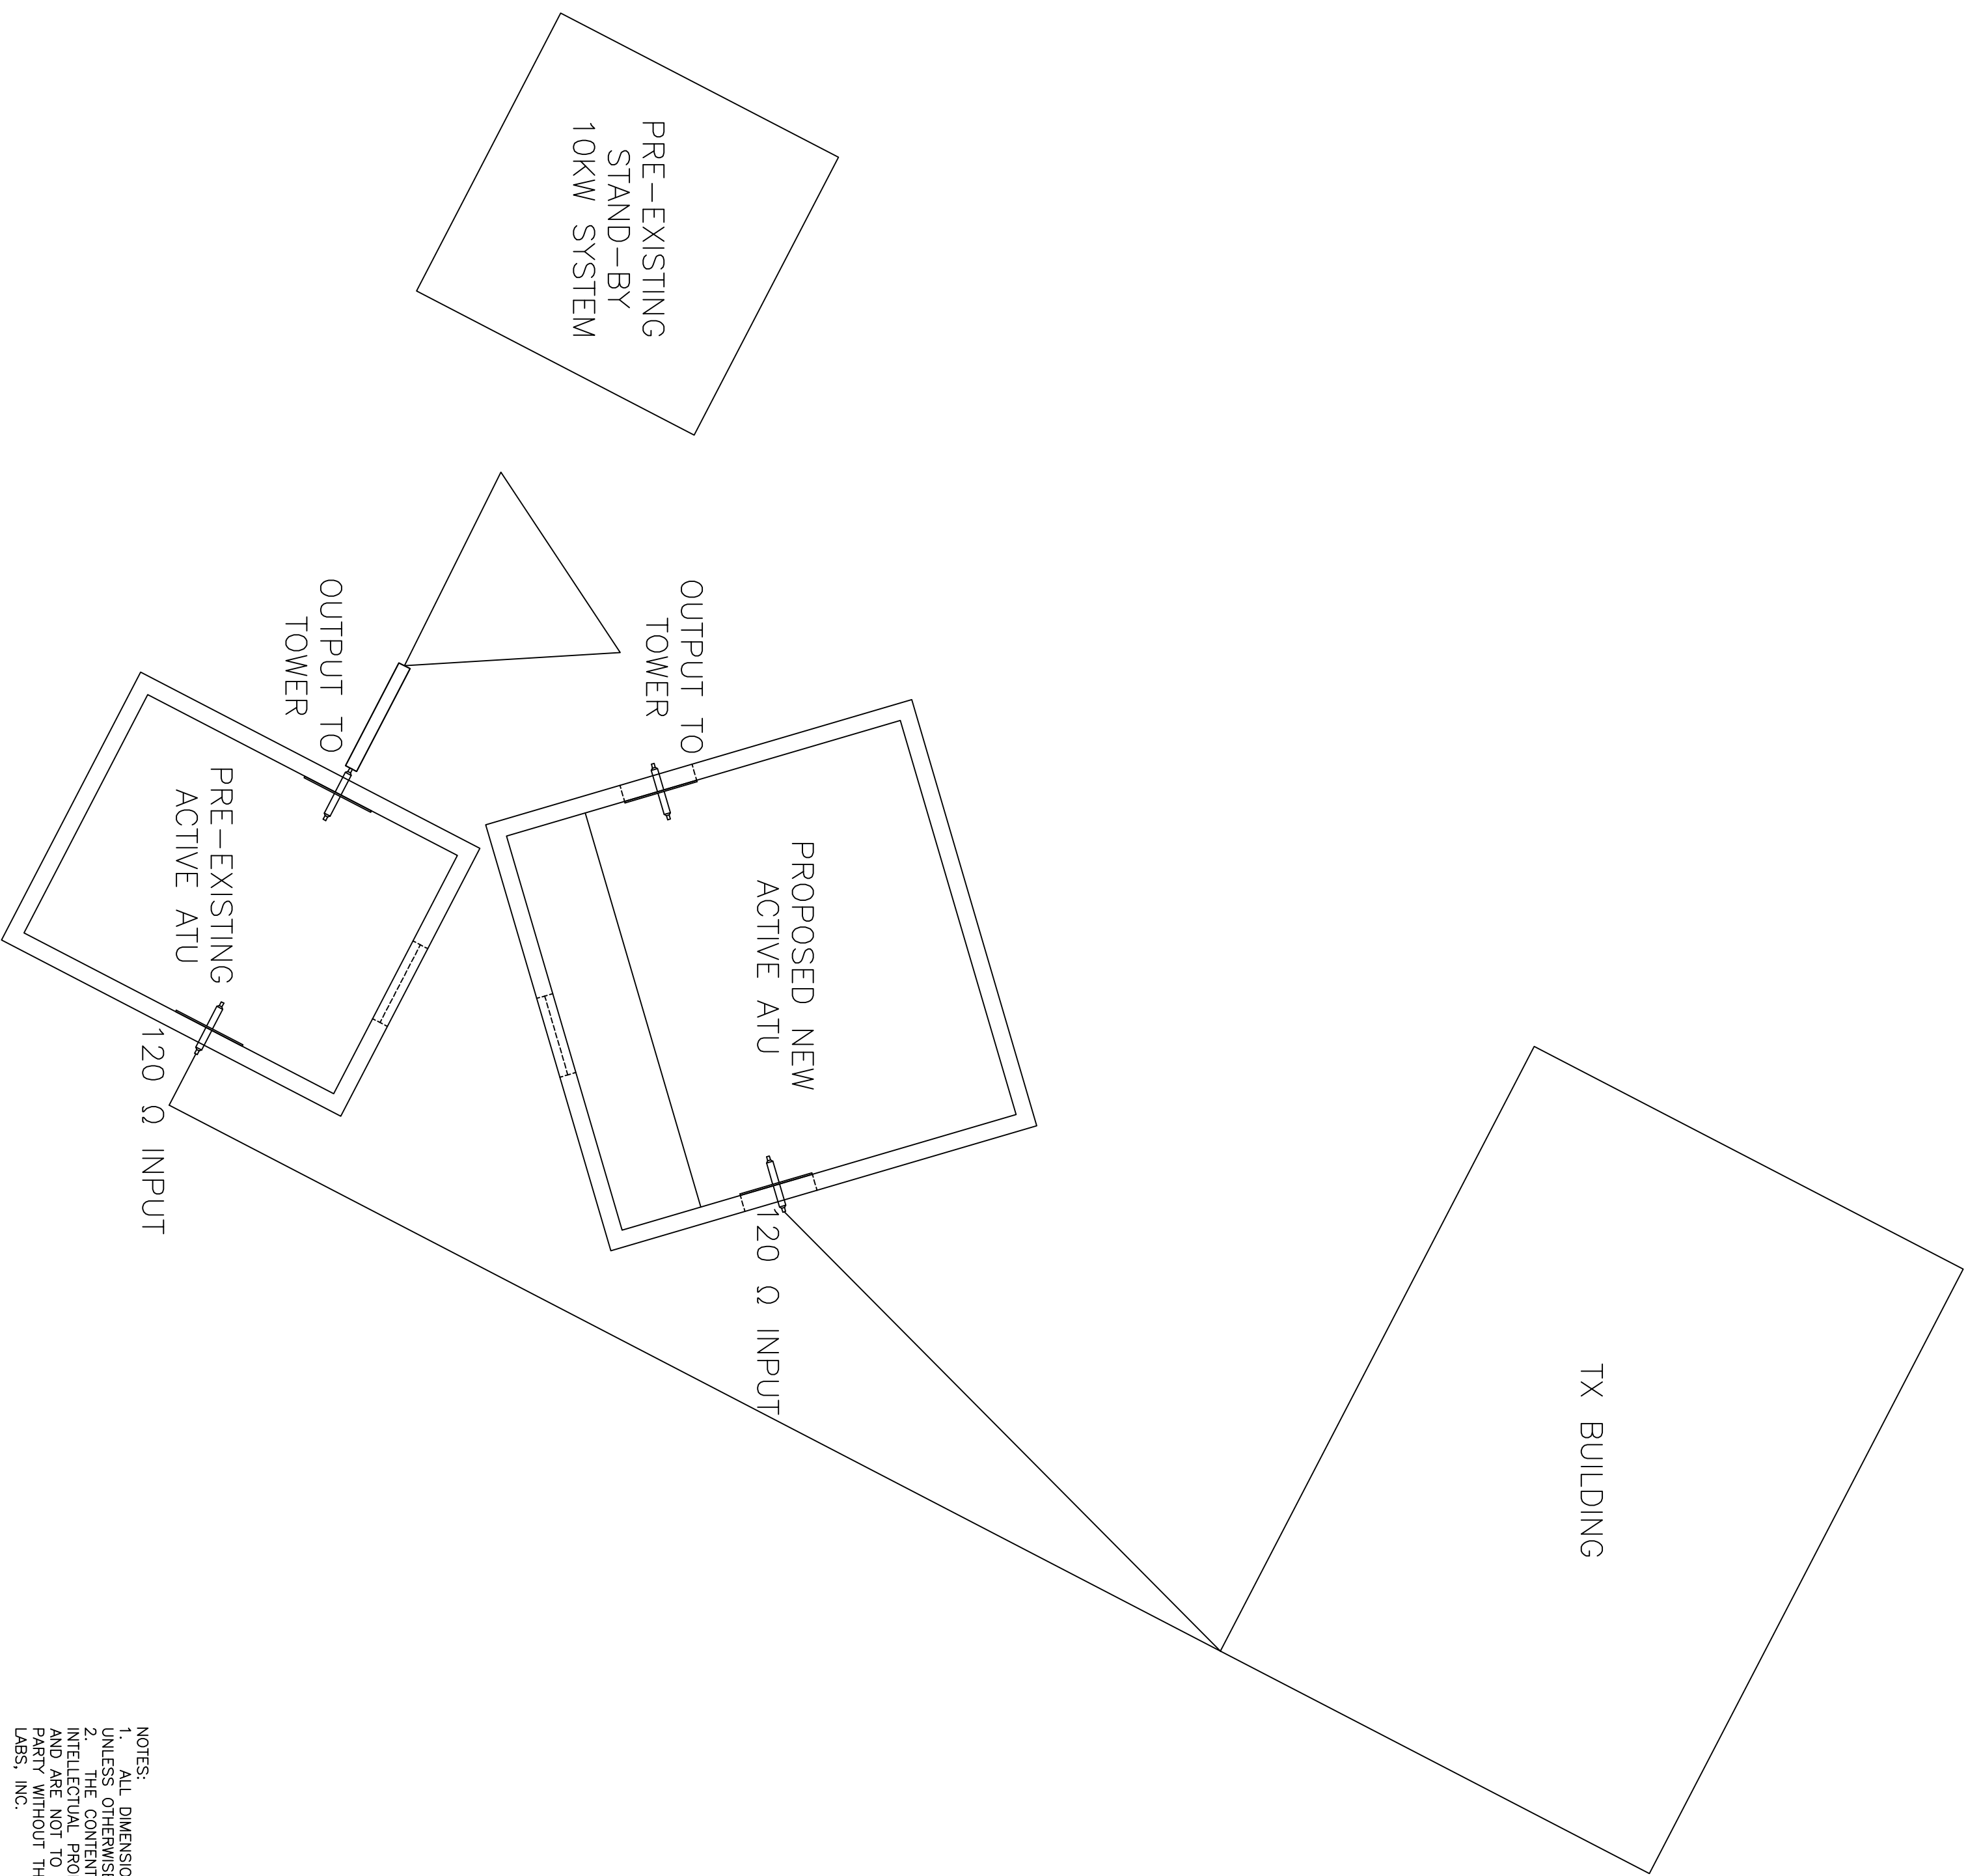 PRE-EXISTING
STAND-BY
10KW SYSTEM
OUTPUT TO
TOWER
OUTPUT TO
TOWER
PROPOSED NEW
ACTIVE ATU
PRE-EXISTING
ACTIVE ATU
120 Ω INPUT
120 Ω INPUT
TX BUILDING
NOTES:
1. ALL
UNLESS
2. THE
INTELLECTUAL
AND ARE NOT TO
PARTY WITHOUT
LABS, INC.